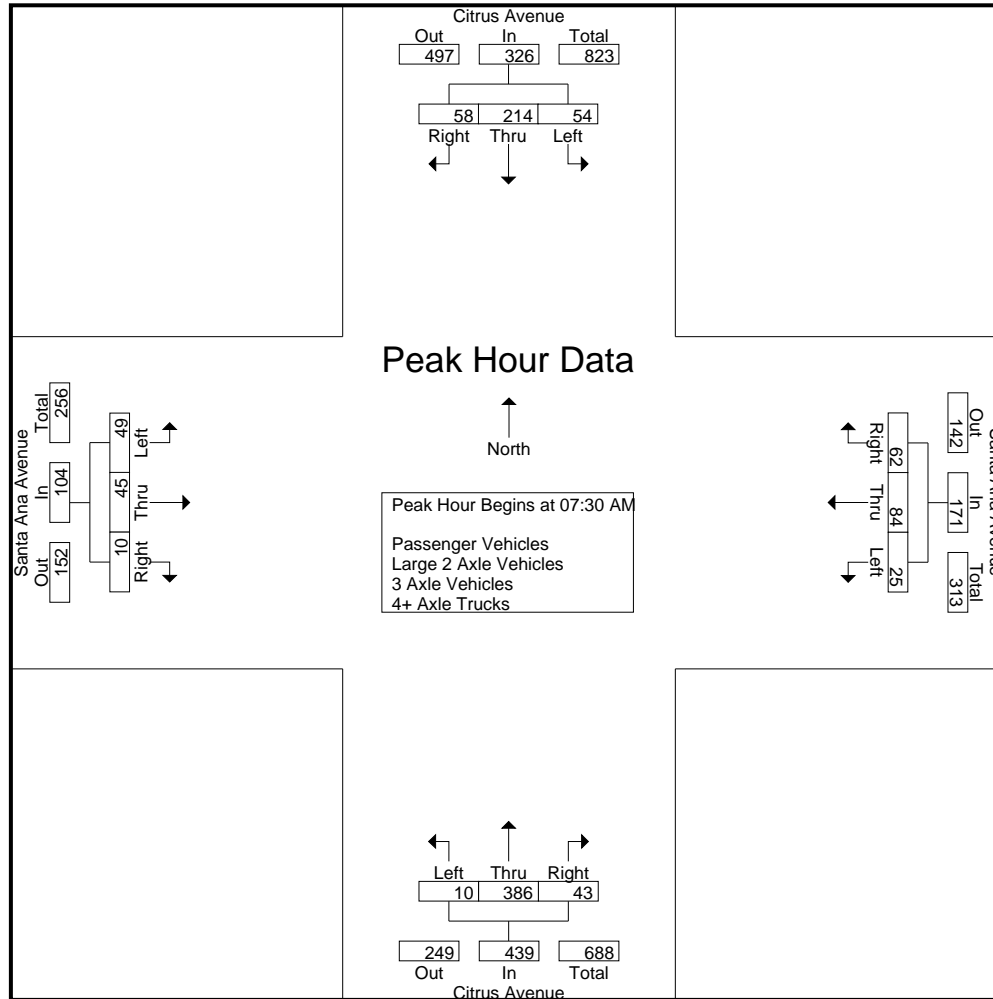 Citrus Avenue
Out In Total
497 326 823
58 214 54
Right Thru Left
Peak Hour Data
North
Peak Hour Begins at 07:30 AM
Passenger Vehicles
Large 2 Axle Vehicles
3 Axle Vehicles
4+ Axle Trucks
Santa Ana Avenue
Out In Total
152 104 256
10 45 49
Right Thru Left
Out In Total
142 171 313
62 84 25
Right Thru Left
Santa Ana Avenue
Left Thru Right
10 386 43
249 439 688
Out In Total
Citrus Avenue